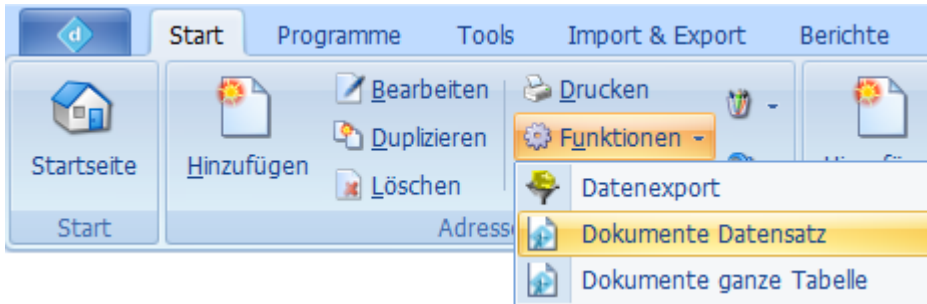 d
Start Programme Tools Import & Export Berichte
Startseite
Hinzufügen
Bearbeiten
Duplizieren
Löschen
Drucken
Funktionen
Start
Datenexport
Dokumente Datensatz
Dokumente ganze Tabelle